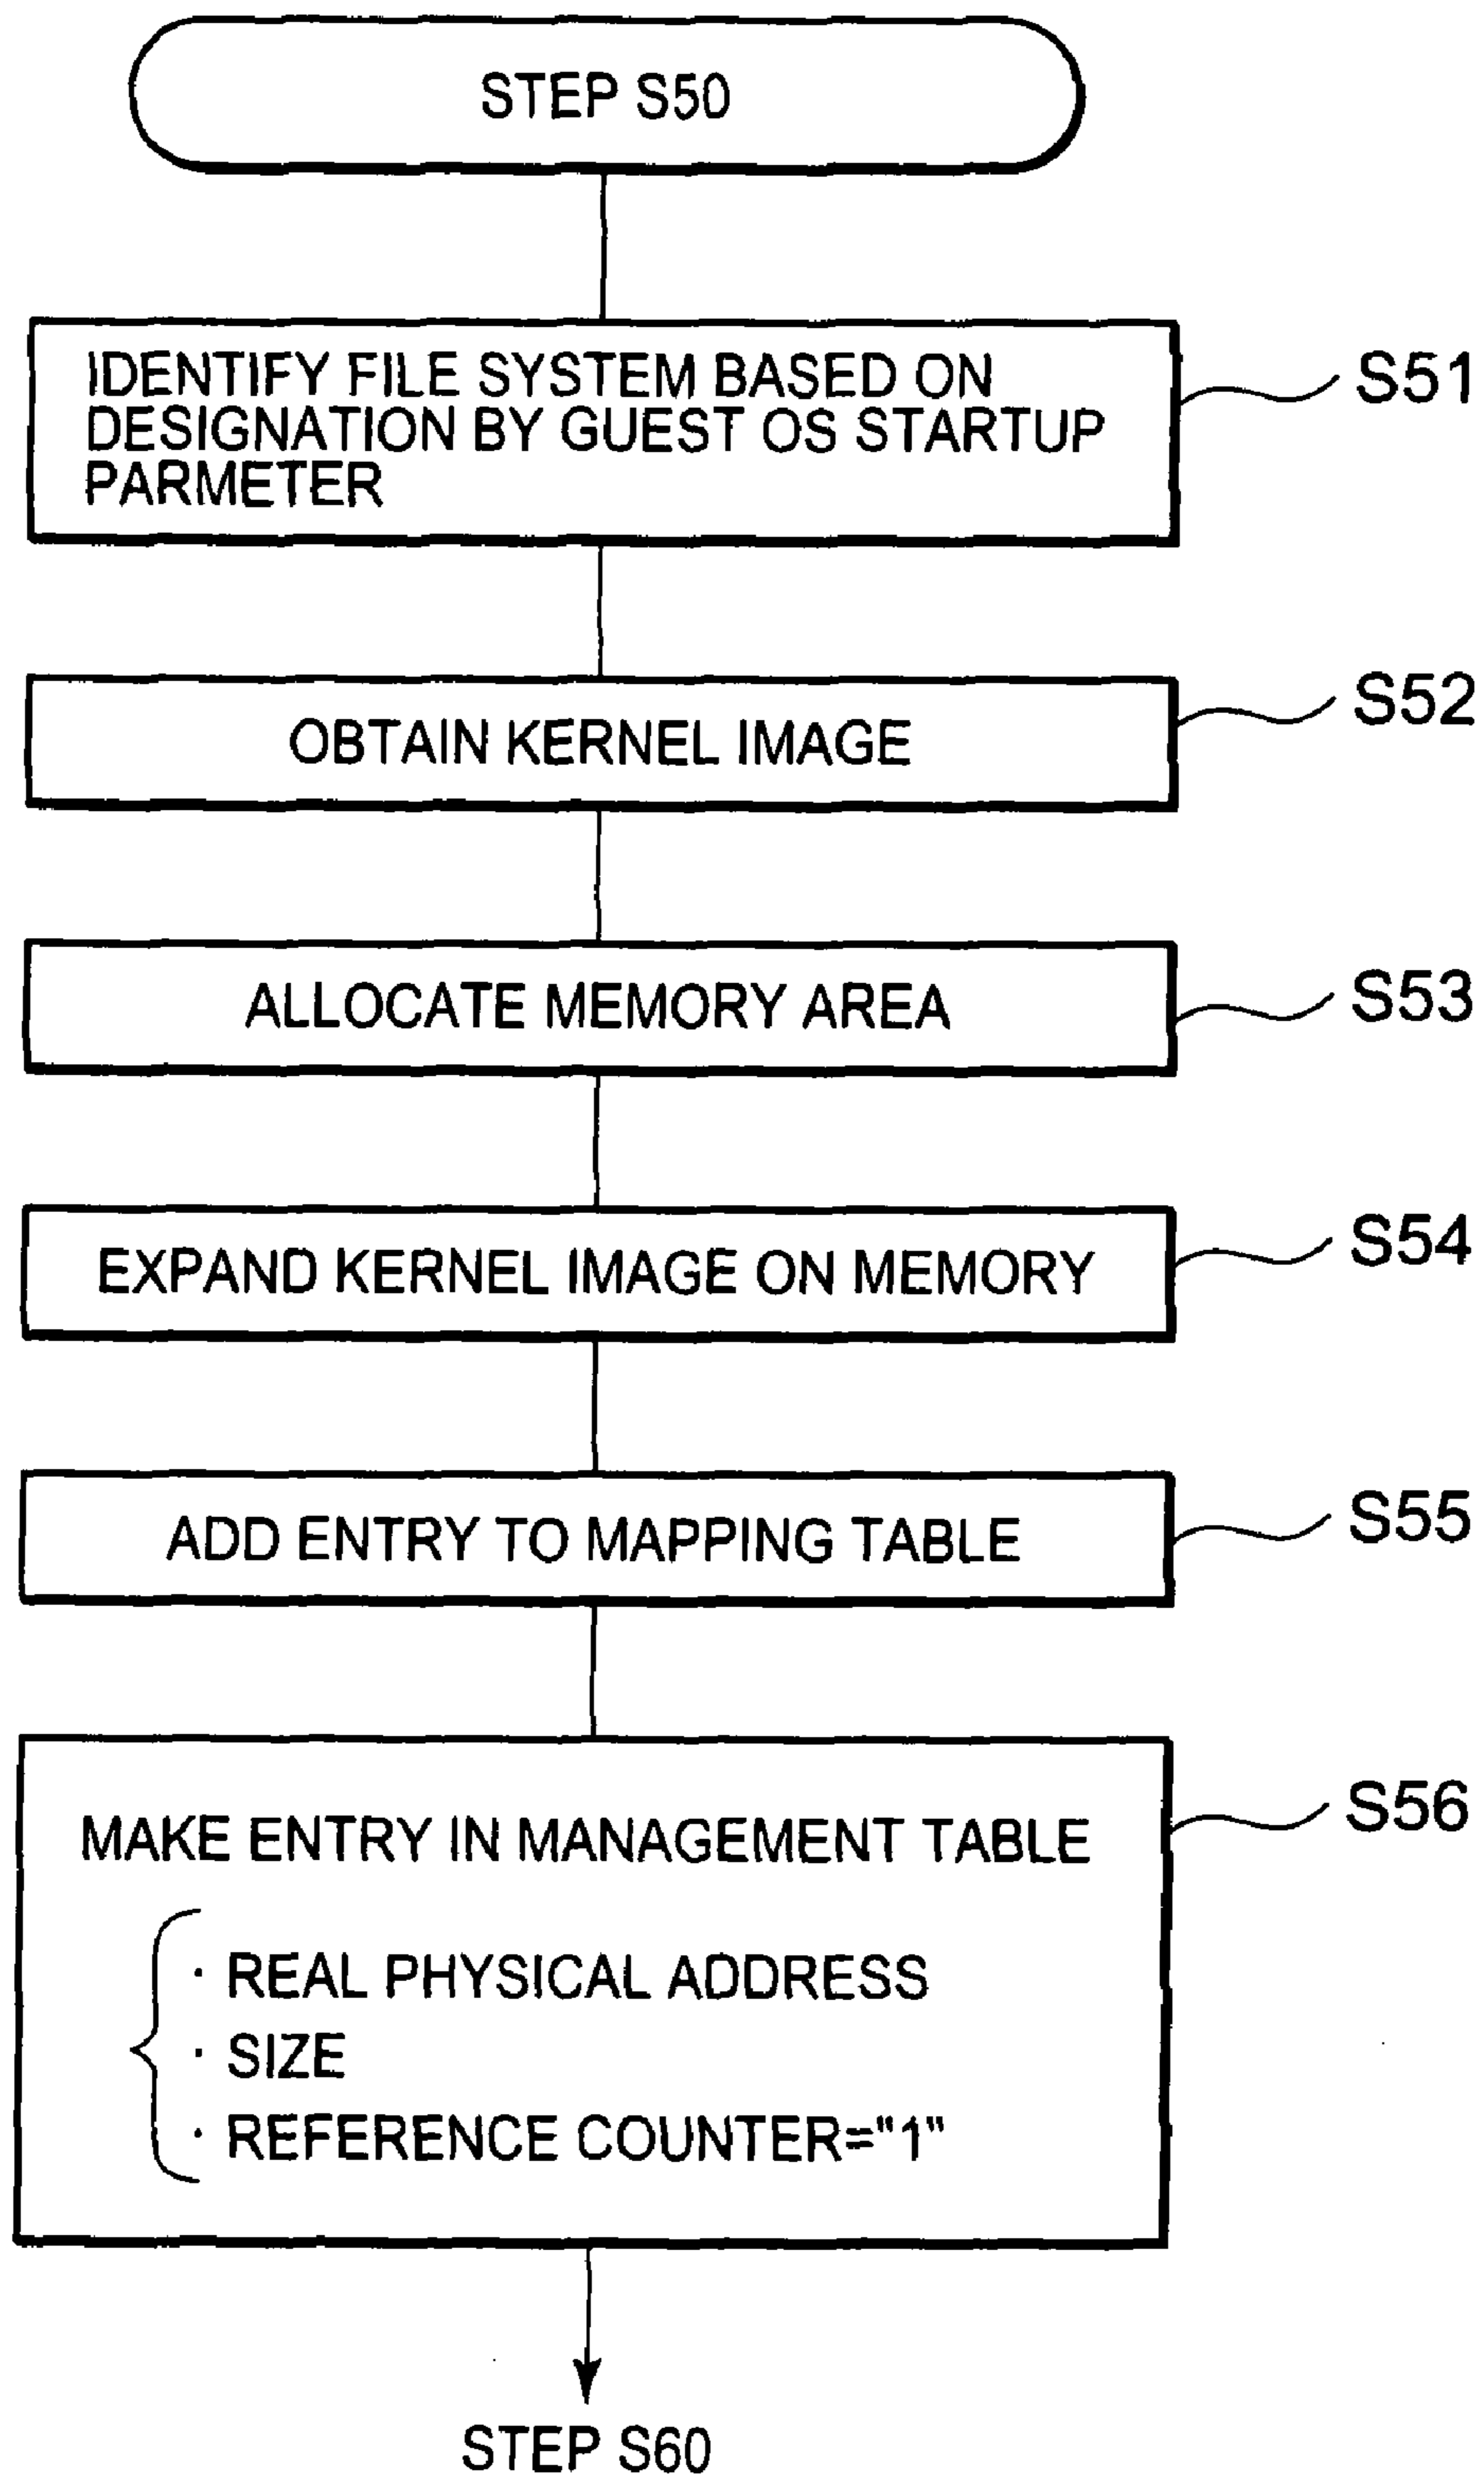 STEP S50
IDENTIFY FILE SYSTEM BASED ON
DESIGNATION BY GUEST OS STARTUP
PARMETER
S51
OBTAIN KERNEL IMAGE
S52
ALLOCATE MEMORY AREA
S53
EXPAND KERNEL IMAGE ON MEMORY
S54
ADD ENTRY TO MAPPING TABLE
S55
MAKE ENTRY IN MANAGEMENT TABLE
S56
· REAL PHYSICAL ADDRESS
· SIZE
· REFERENCE COUNTER="1"
STEP S60